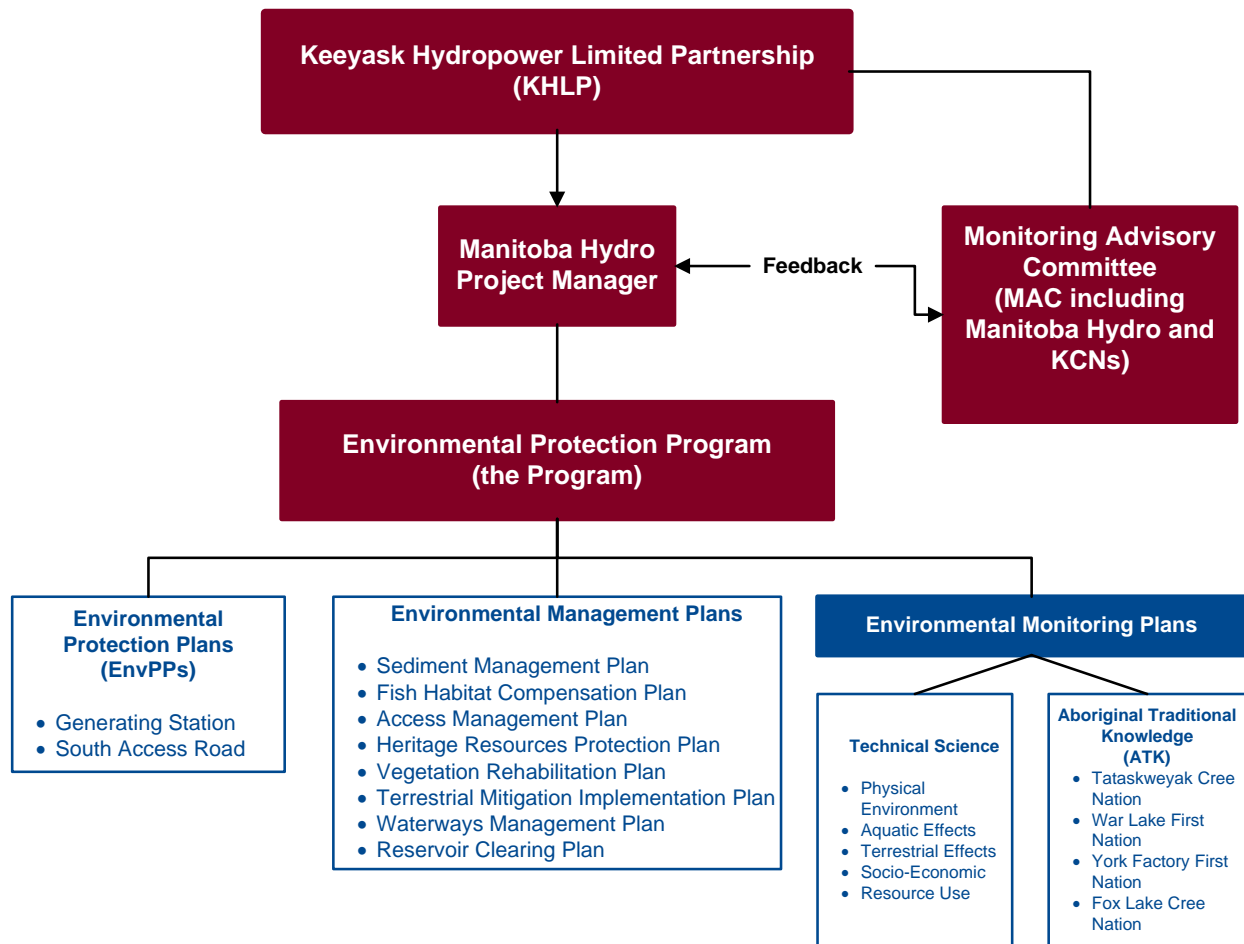 Keeyask Hydropower Limited Partnership
(KHLP)
Manitoba Hydro
Project Manager
Feedback
Monitoring Advisory
Committee
(MAC including
Manitoba Hydro and
KCNs)
Environmental Protection Program
(the Program)
Environmental
Protection Plans
(EnvPPs)
• Generating Station
• South Access Road
Environmental Management Plans
• Sediment Management Plan
• Fish Habitat Compensation Plan
• Access Management Plan
• Heritage Resources Protection Plan
• Vegetation Rehabilitation Plan
• Terrestrial Mitigation Implementation Plan
• Waterways Management Plan
• Reservoir Clearing Plan
Environmental Monitoring Plans
Technical Science
• Physical
Environment
• Aquatic Effects
• Terrestrial Effects
• Socio-Economic
• Resource Use
Aboriginal Traditional
Knowledge
(ATK)
• Tataskweyak Cree
Nation
• War Lake First
Nation
• York Factory First
Nation
• Fox Lake Cree
Nation